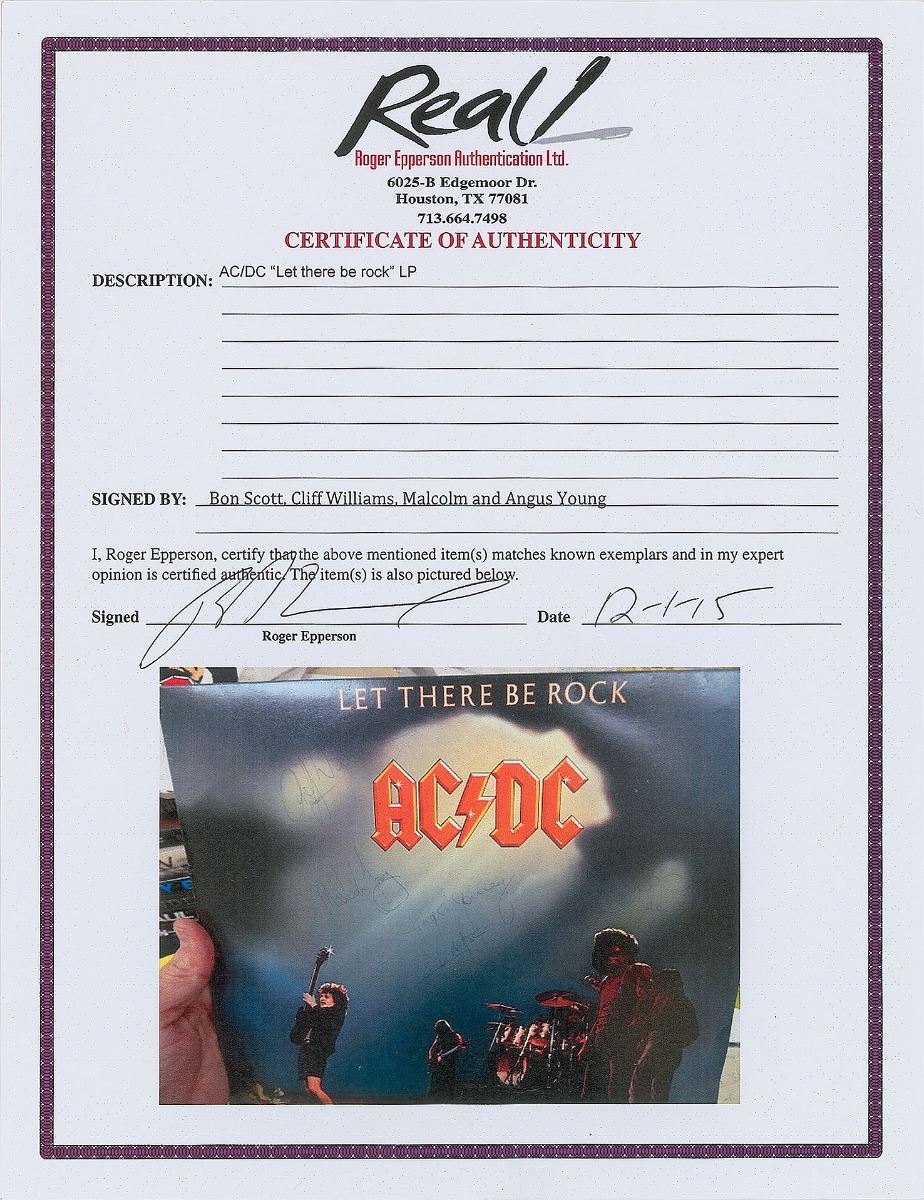 Real!
Roger Epperson Authentication Ltd.
6025-B Edgemoor Dr.
Houston, TX 77081
713.664.7498
CERTIFICATE OF AUTHENTICITY
DESCRIPTION: AC/DC “Let there be rock” LP
SIGNED BY: Bon Scott, Cliff Williams, Malcolm and Angus Young
I, Roger Epperson, certify that the above mentioned item(s) matches known exemplars and in my expert
opinion is certified authentic. The item(s) is also pictured below.
Signed Date 12-1-15
Roger Epperson
LET THERE BE ROCK
AC/DC